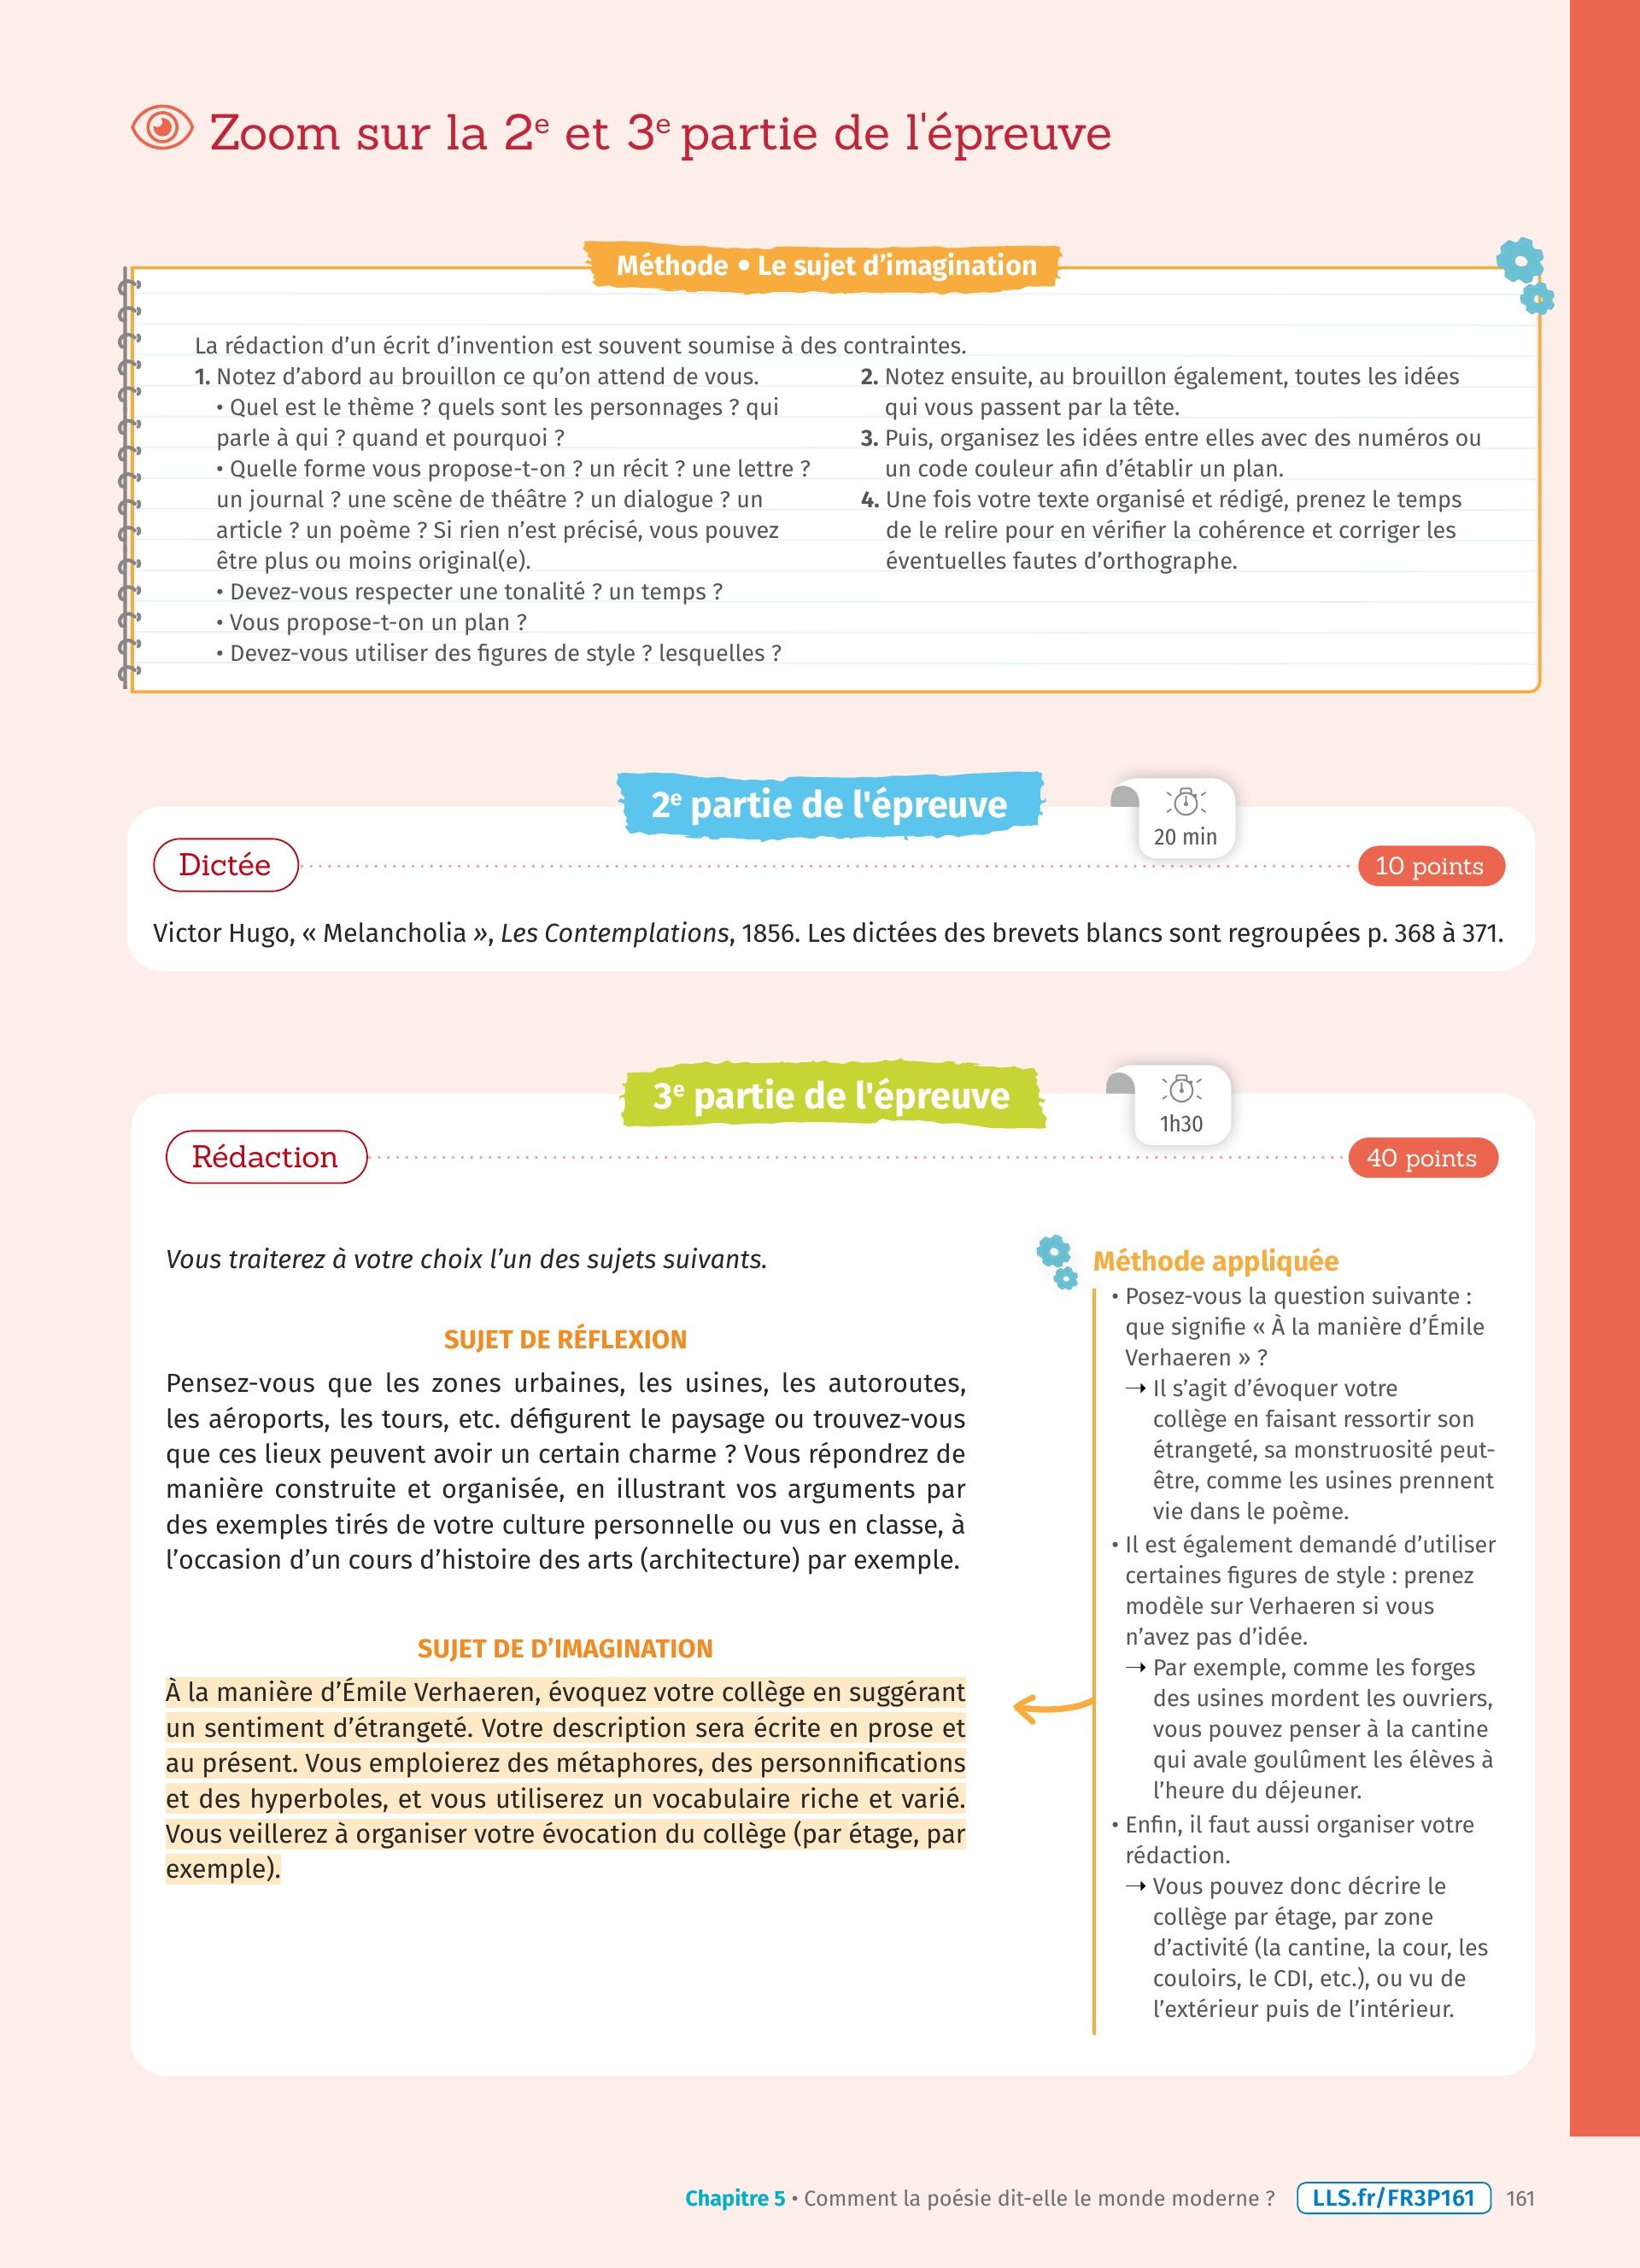 Zoom sur la 2e et 3e partie de l'épreuve
Méthode • Le sujet d’imagination
La rédaction d’un écrit d’invention est souvent soumise à des contraintes.
1. Notez d’abord au brouillon ce qu’on attend de vous.
• Quel est le thème ? quels sont les personnages ? qui
parle à qui ? quand et pourquoi ?
• Quelle forme vous propose-t-on ? un récit ? une lettre ?
un journal ? une scène de théâtre ? un dialogue ? un
article ? un poème ? Si rien n’est précisé, vous pouvez
être plus ou moins original(e).
• Devez-vous respecter une tonalité ? un temps ?
• Vous propose-t-on un plan ?
• Devez-vous utiliser des figures de style ? lesquelles ?
2. Notez ensuite, au brouillon également, toutes les idées
qui vous passent par la tête.
3. Puis, organisez les idées entre elles avec des numéros ou
un code couleur afin d’établir un plan.
4. Une fois votre texte organisé et rédigé, prenez le temps
de le relire pour en vérifier la cohérence et corriger les
éventuelles fautes d’orthographe.
2e partie de l'épreuve
20 min
Dictée
10 points
Victor Hugo, « Melancholia », Les Contemplations, 1856. Les dictées des brevets blancs sont regroupées p. 368 à 371.
3e partie de l'épreuve
1h30
Rédaction
40 points
Vous traiterez à votre choix l’un des sujets suivants.
SUJET DE RÉFLEXION
Pensez-vous que les zones urbaines, les usines, les autoroutes,
les aéroports, les tours, etc. défigurent le paysage ou trouvez-vous
que ces lieux peuvent avoir un certain charme ? Vous répondrez de
manière construite et organisée, en illustrant vos arguments par
des exemples tirés de votre culture personnelle ou vus en classe, à
l’occasion d’un cours d’histoire des arts (architecture) par exemple.
SUJET DE D’IMAGINATION
À la manière d’Émile Verhaeren, évoquez votre collège en suggérant
un sentiment d’étrangeté. Votre description sera écrite en prose et
au présent. Vous emploierez des métaphores, des personnifications
et des hyperboles, et vous utiliserez un vocabulaire riche et varié.
Vous veillerez à organiser votre évocation du collège (par étage, par
exemple).
Méthode appliquée
• Posez-vous la question suivante :
que signifie « À la manière d’Émile
Verhaeren » ?
→ Il s’agit d’évoquer votre
collège en faisant ressortir son
étrangeté, sa monstruosité peut-
être, comme les usines prennent
vie dans le poème.
• Il est également demandé d’utiliser
certaines figures de style : prenez
modèle sur Verhaeren si vous
n’avez pas d’idée.
→ Par exemple, comme les forges
des usines mordent les ouvriers,
vous pouvez penser à la cantine
qui avale goulûment les élèves à
l’heure du déjeuner.
• Enfin, il faut aussi organiser votre
rédaction.
→ Vous pouvez donc décrire le
collège par étage, par zone
d’activité (la cantine, la cour, les
couloirs, le CDI, etc.), ou vu de
l’extérieur puis de l’intérieur.
Chapitre 5 • Comment la poésie dit-elle le monde moderne ? LLS.fr/FR3P161 161